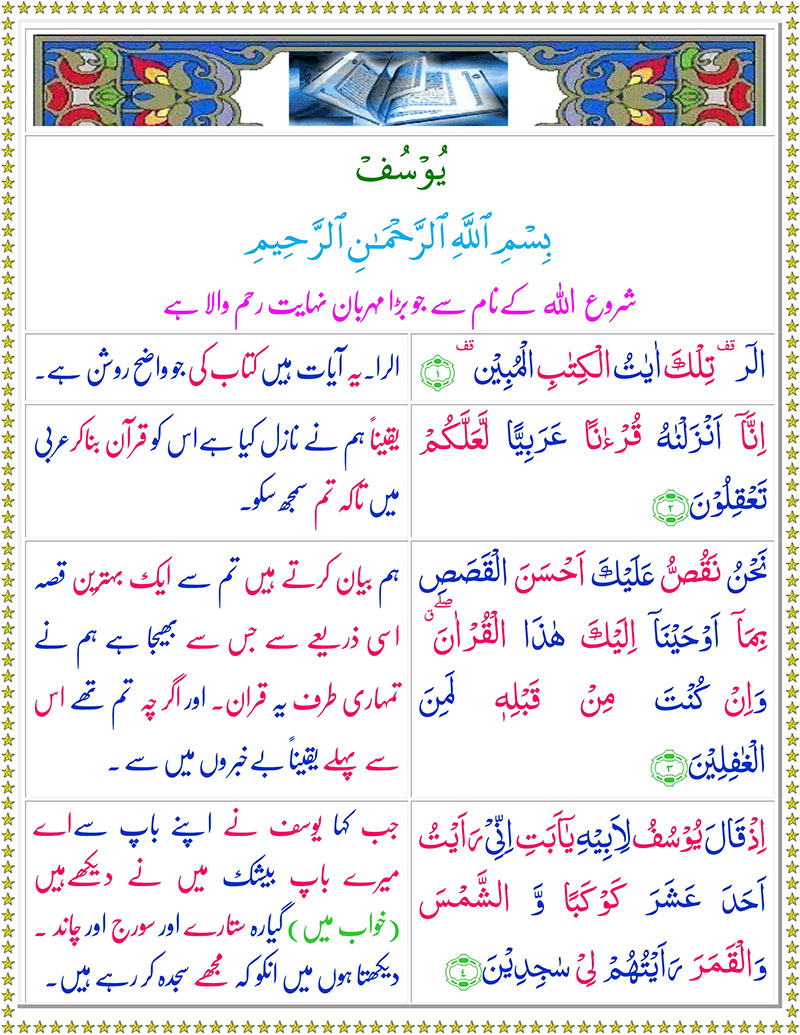 يُوْسُفْ
بِسْمِ ٱللَّهِ ٱلرَّحْمَـٰنِ ٱلرَّحِيمِ
شروع اللہ کے نام سے جو بڑا مہربان نہایت رحم والا ہے
الٓرٰ ۗقف تِلْكَ اٰيٰتُ الْكِتٰبِ الْمُبِيْنِ ۗقف ١
الرا۔ یہ آیات ہیں کتاب کی جو واضح روشن ہے۔
اِنَّآ اَنْزَلْنٰهُ قُرْءٰنًا عَرَبِيًّا لَّعَلَّكُمْ
تَعْقِلُوْنَ ٢
یقیناً ہم نے نازل کیا ہے اس کو قرآن بنا کر عربی
میں تاکہ تم سمجھ سکو۔
نَحْنُ نَقُصُّ عَلَيْكَ اَحْسَنَ الْقَصَصِ
بِمَآ اَوْحَيْنَآ اِلَيْكَ هٰذَا الْقُرْاٰنَ ۖق
وَاِنْ كُنْتَ مِنْ قَبْلِهٖ لَمِنَ
الْغٰفِلِيْنَ ٣
ہم بیان کرتے ہیں تم سے ایک بہترین قصہ
اسی ذریعے سے جس سے بھیجا ہے ہم نے
تمہاری طرف یہ قران۔ اور اگر چہ تم تھے اس
سے پہلے یقیناً بے خبروں میں سے ۔
اِذْ قَالَ يُوْسُفُ لِاَبِيْهِ يٰٓاَبَتِ اِنِّيْ رَاَيْتُ
اَحَدَ عَشَرَ كَوْكَبًا وَّ الشَّمْسَ
وَالْقَمَرَ رَاَيْتُهُمْ لِيْ سٰجِدِيْنَ ٤
جب کہا یوسف نے اپنے باپ سے اے
میرے باپ بیشک میں نے دیکھے ہیں
(خواب میں) گیارہ ستارے اور سورج اور چاند ۔
دیکھتا ہوں میں انکو کہ مجھے سجدہ کر رہے ہیں۔